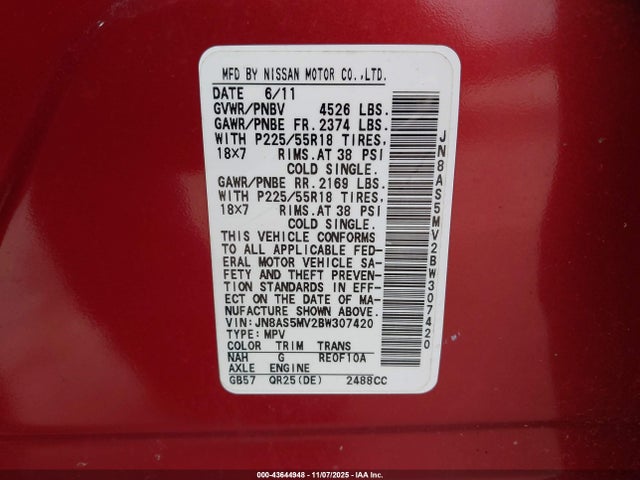 MFD BY NISSAN MOTOR CO.,LTD.
DATE 6/11
GVWR/PNBV 4526 LBS.
GAWR/PNBE FR. 2374 LBS.
WITH P225/55R18 TIRES,
18X7 RIMS.AT 38 PSI
COLD SINGLE.
GAWR/PNBE RR. 2169 LBS.
WITH P225/55R18 TIRES,
18X7 RIMS.AT 38 PSI
COLD SINGLE.
THIS VEHICLE CONFORMS
TO ALL APPLICABLE FED-
ERAL MOTOR VEHICLE SA-
FETY AND THEFT PREVEN-
TION STANDARDS IN EFF-
ECT ON THE DATE OF MA-
NUFACTURE SHOWN ABOVE.
VIN:JN8AS5MV2BW307420
TYPE:MPV
COLOR TRIM TRANS
NAH G RE0F10A
AXLE ENGINE
GB57 QR25(DE) 2488CC
JN8AS5MV2BW307420
000-43644948 - 11/07/2025 - IAA Inc.